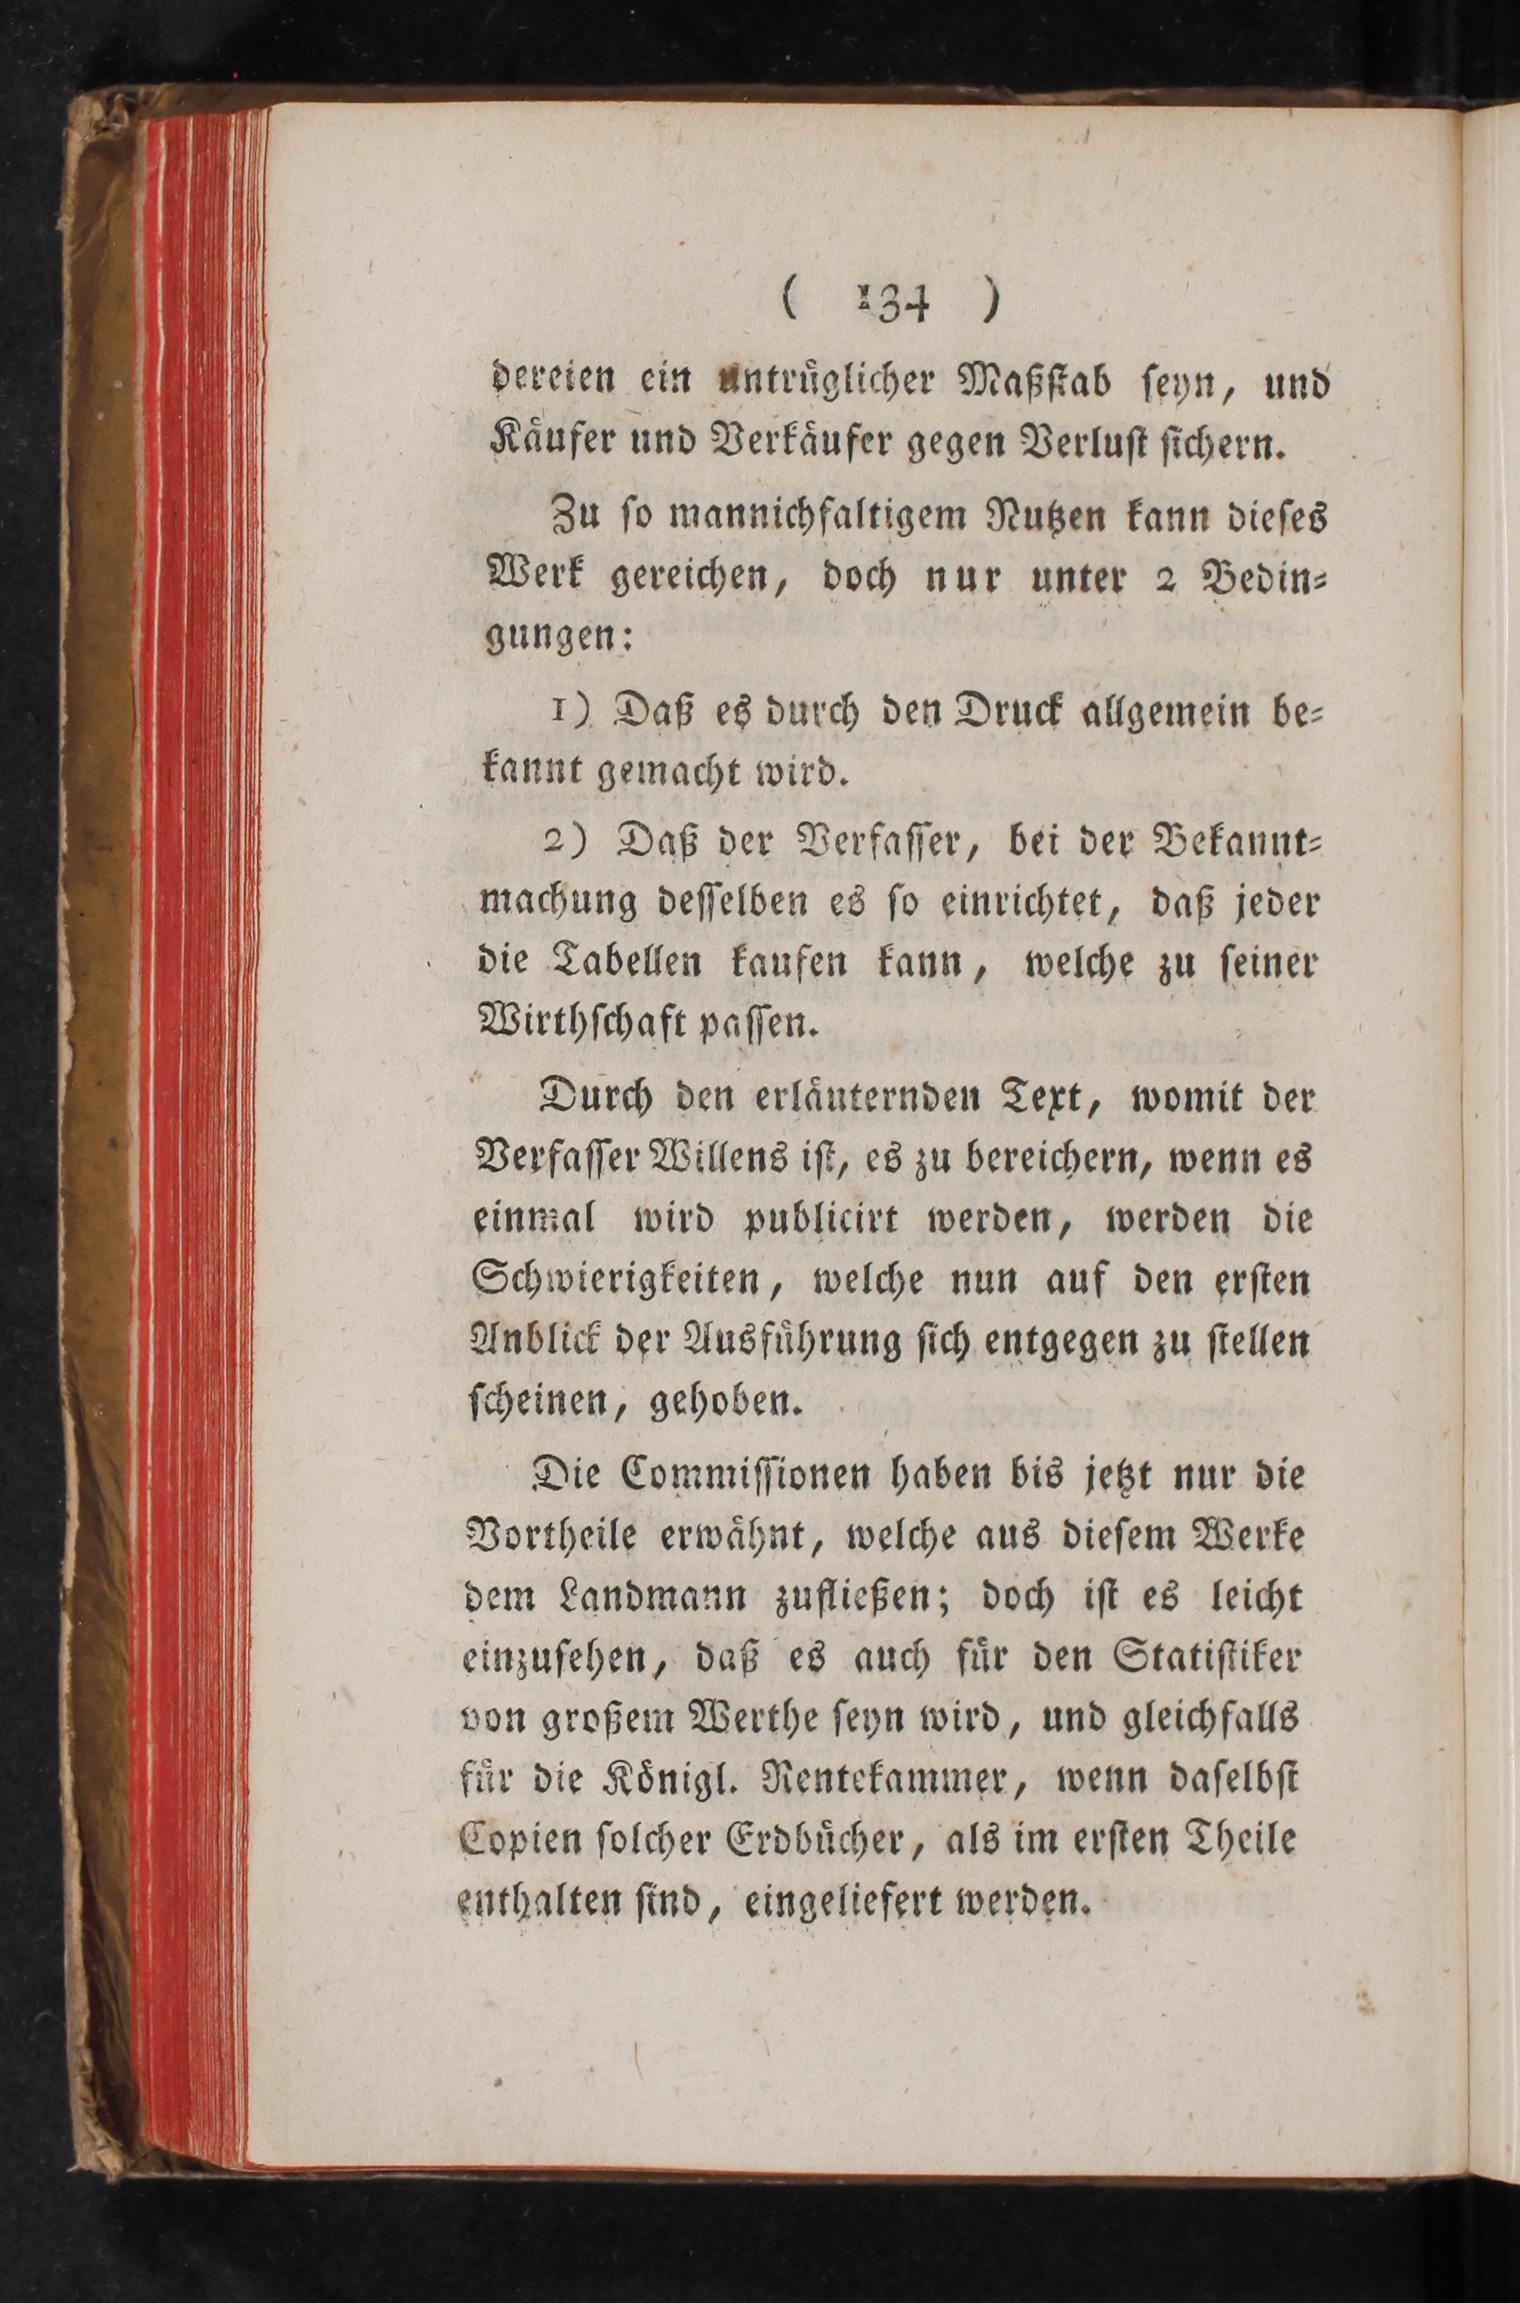 ( 134 )
dereien ein untrüglicher Maßſtab ſeyn, und
Käufer und Verkäufer gegen Verluſt ſichern.
Zu ſo mannichfaltigem Nutzen kann dieſes
Werk gereichen, doch nur unter 2 Bedin⸗
gungen:
1) Daß es durch den Druck allgemein be⸗
kannt gemacht wird.
2) Daß der Verfaſſer, bei der Bekannt⸗
machung deſſelben es ſo einrichtet, daß jeder
die Tabellen kaufen kann, welche zu ſeiner
Wirthſchaft paſſen.
Durch den erläuternden Text, womit der
Verfaſſer Willens iſt, es zu bereichern, wenn es
einmal wird publicirt werden, werden die
Schwierigkeiten, welche nun auf den erſten
Anblick der Ausführung ſich entgegen zu ſtellen
ſcheinen, gehoben.
Die Commiſſionen haben bis jetzt nur die
Vortheile erwähnt, welche aus dieſem Werke
dem Landmann zufließen; doch iſt es leicht
einzuſehen, daß es auch für den Statiſtiker
von großem Werthe ſeyn wird, und gleichfalls
für die Königl. Rentekammer, wenn daſelbſt
Copien ſolcher Erdbücher, als im erſten Theile
enthalten ſind, eingeliefert werden.